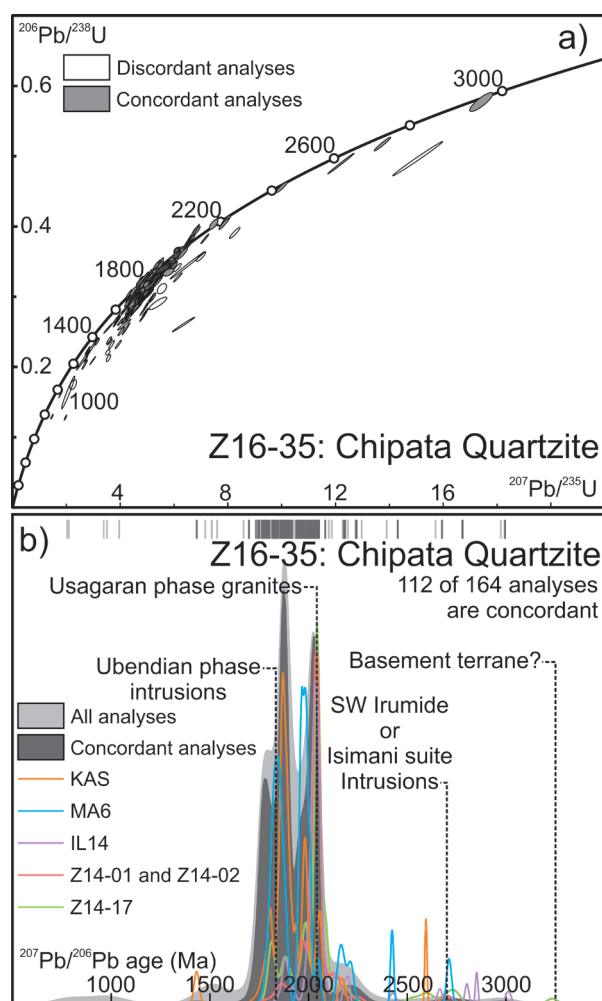 a)
²⁰⁶Pb/²³⁸U
Discordant analyses
Concordant analyses
0.6
3000
2600
0.4
2200
1800
1400
0.2
1000
Z16-35: Chipata Quartzite
4
8
12
16
²⁰⁷Pb/²³⁵U
b)
Z16-35: Chipata Quartzite
112 of 164 analyses
are concordant
Usagaran phase granites
Basement terrane?
Ubendian phase
intrusions
SW Irumide
or
Isimani suite
Intrusions
All analyses
Concordant analyses
KAS
MA6
IL14
Z14-01 and Z14-02
Z14-17
²⁰⁷Pb/²⁰⁶Pb age (Ma)
1000
1500
2000
2500
3000